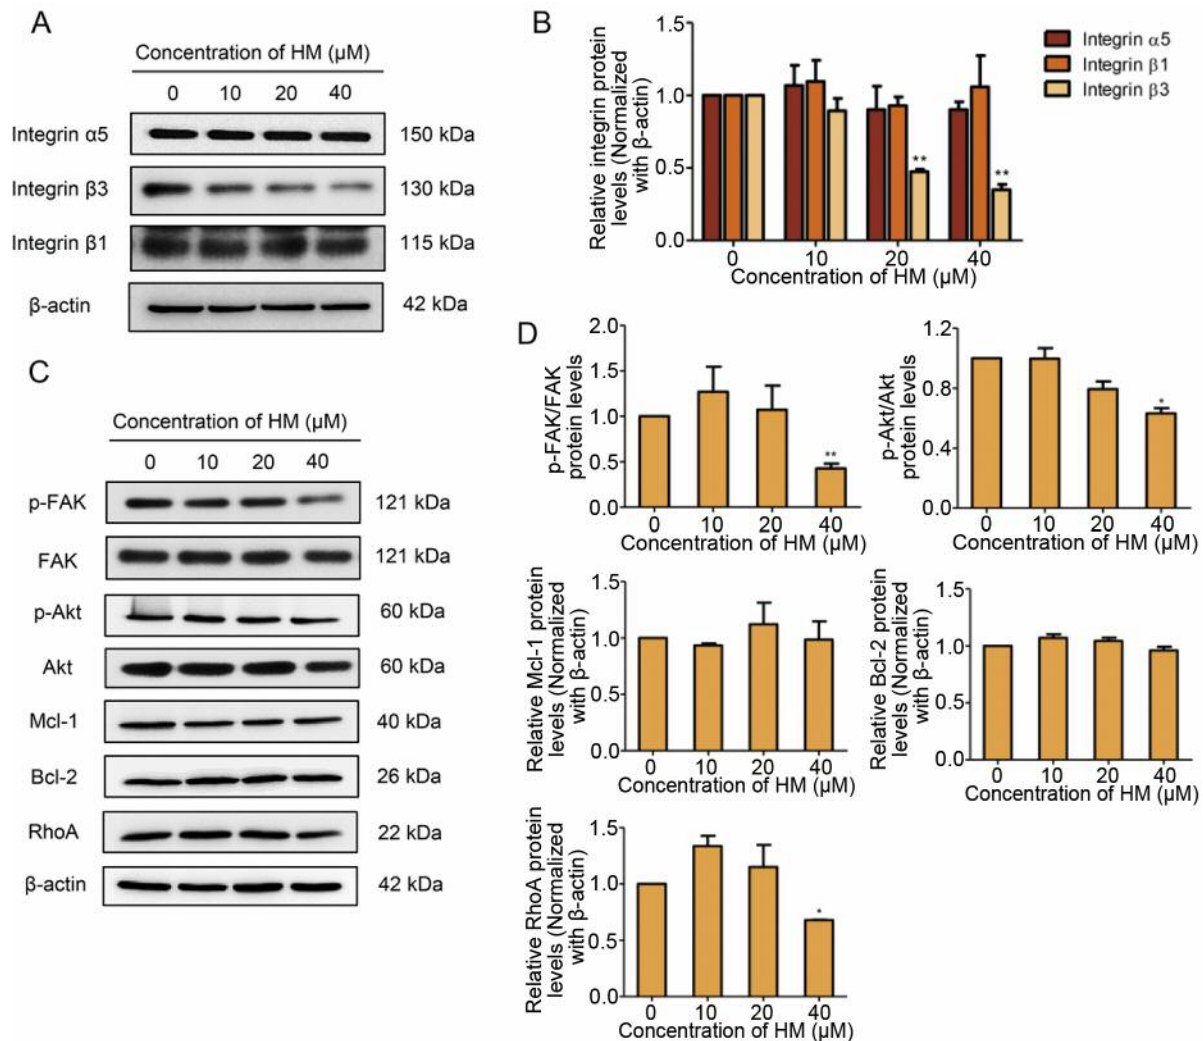 A
Concentration of HM (µM)
0 10 20 40
Integrin α5 150 kDa
Integrin β3 130 kDa
Integrin β1 115 kDa
β-actin 42 kDa
B
Relative integrin protein
levels (Normalized
with β-actin)
1.5
1.0
0.5
0.0
** **
0 10 20 40
Concentration of HM (µM)
Integrin α5
Integrin β1
Integrin β3
C
Concentration of HM (µM)
0 10 20 40
p-FAK 121 kDa
FAK 121 kDa
p-Akt 60 kDa
Akt 60 kDa
Mcl-1 40 kDa
Bcl-2 26 kDa
RhoA 22 kDa
β-actin 42 kDa
D
p-FAK/FAK
protein levels
2.0
1.5
1.0
0.5
0.0
**
0 10 20 40
Concentration of HM (µM)
p-Akt/Akt
protein levels
1.2
0.8
0.4
0.0
*
0 10 20 40
Concentration of HM (µM)
Relative Mcl-1 protein
levels (Normalized
with β-actin)
1.5
1.0
0.5
0.0
0 10 20 40
Concentration of HM (µM)
Relative Bcl-2 protein
levels (Normalized
with β-actin)
1.5
1.0
0.5
0.0
0 10 20 40
Concentration of HM (µM)
Relative RhoA protein
levels (Normalized
with β-actin)
1.5
1.0
0.5
0.0
*
0 10 20 40
Concentration of HM (µM)